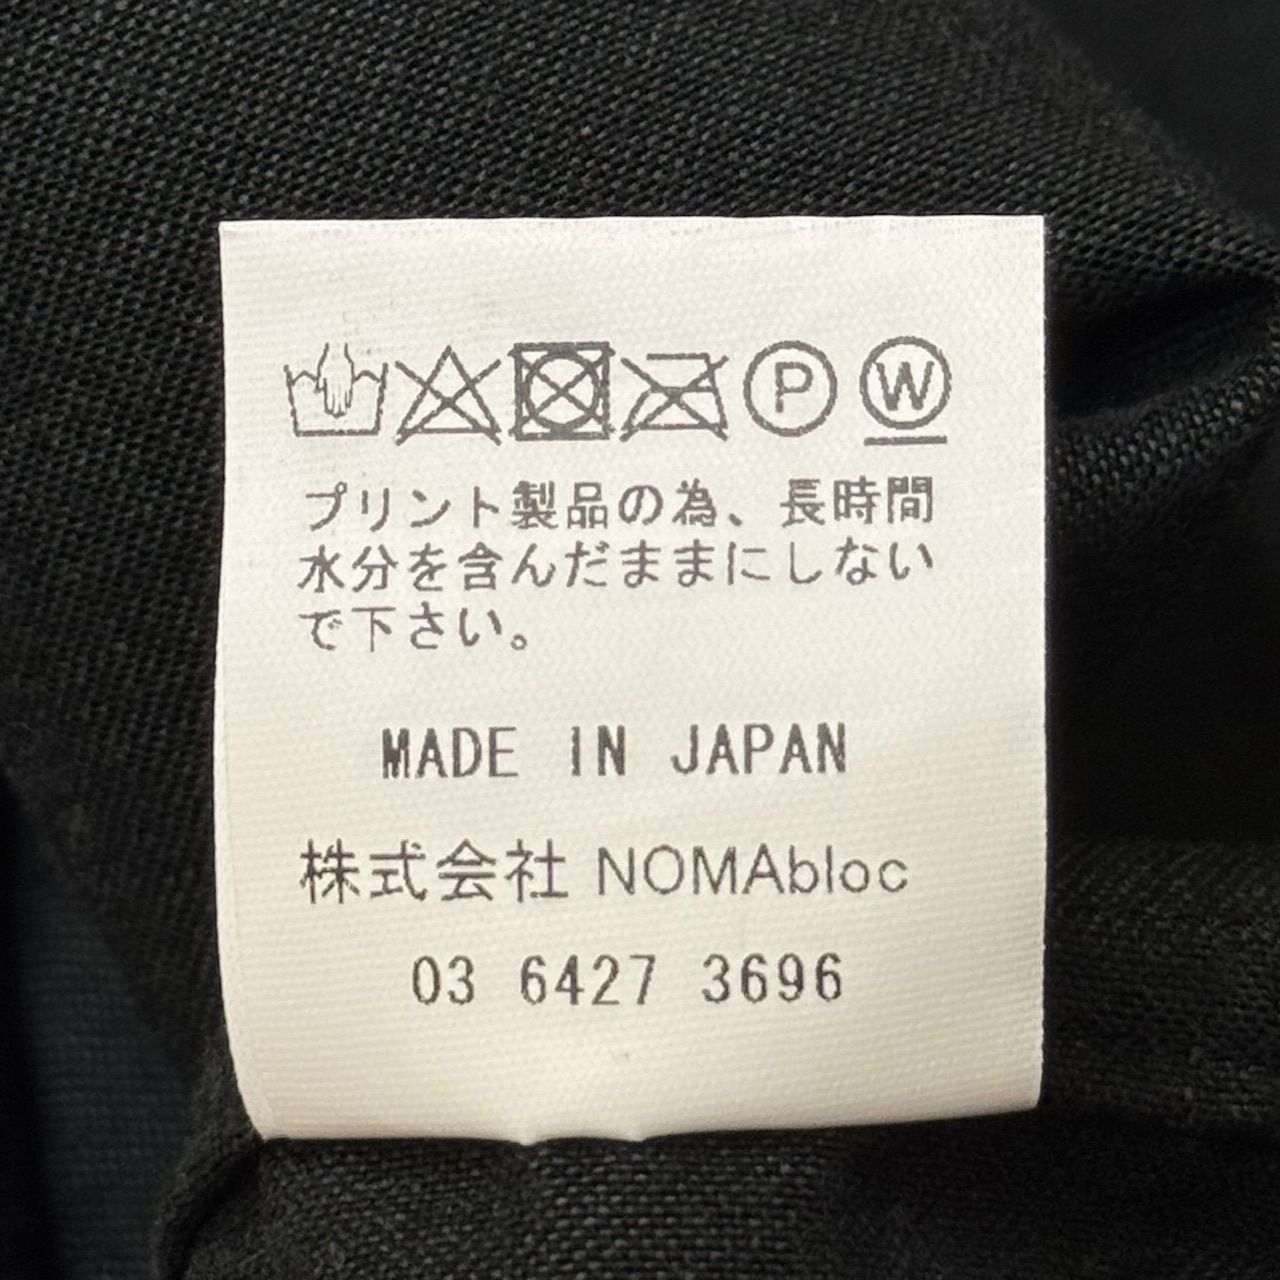 P W
プリント製品の為、長時間
水分を含んだままにしない
で下さい。
MADE IN JAPAN
株式会社 NOMAbloc
03 6427 3696